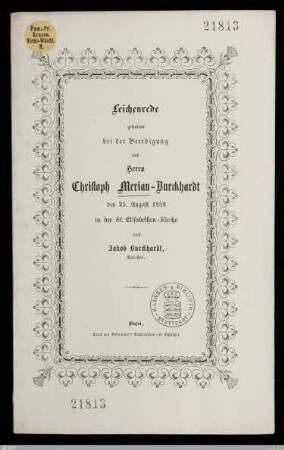 21813
Leichenrede
gehalten
bei der Beerdigung
des
Herrn
Christoph Merian-Burckhardt
den 25. August 1858
in der St. Elisabethen-Kirche
von
Jakob Burckhardt,
Basel,
21813